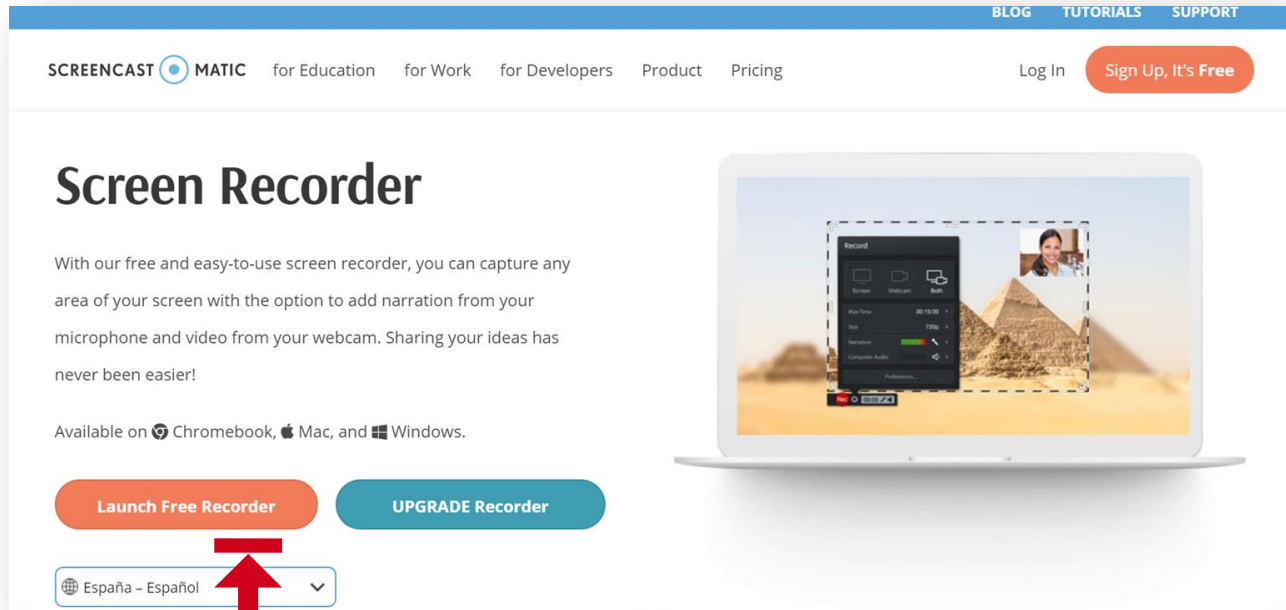 BLOG TUTORIALS SUPPORT
SCREENCAST MATIC for Education for Work for Developers Product Pricing Log In Sign Up, It's Free
Screen Recorder
With our free and easy-to-use screen recorder, you can capture any
area of your screen with the option to add narration from your
microphone and video from your webcam. Sharing your ideas has
never been easier!
Available on Chromebook, Mac, and Windows.
Launch Free Recorder UPGRADE Recorder
España – Español
Record
Screen Webcam Both
Max Time 00:15:00
Size 720p
Narration
Computer Audio
Preferences...
Rec 00:00